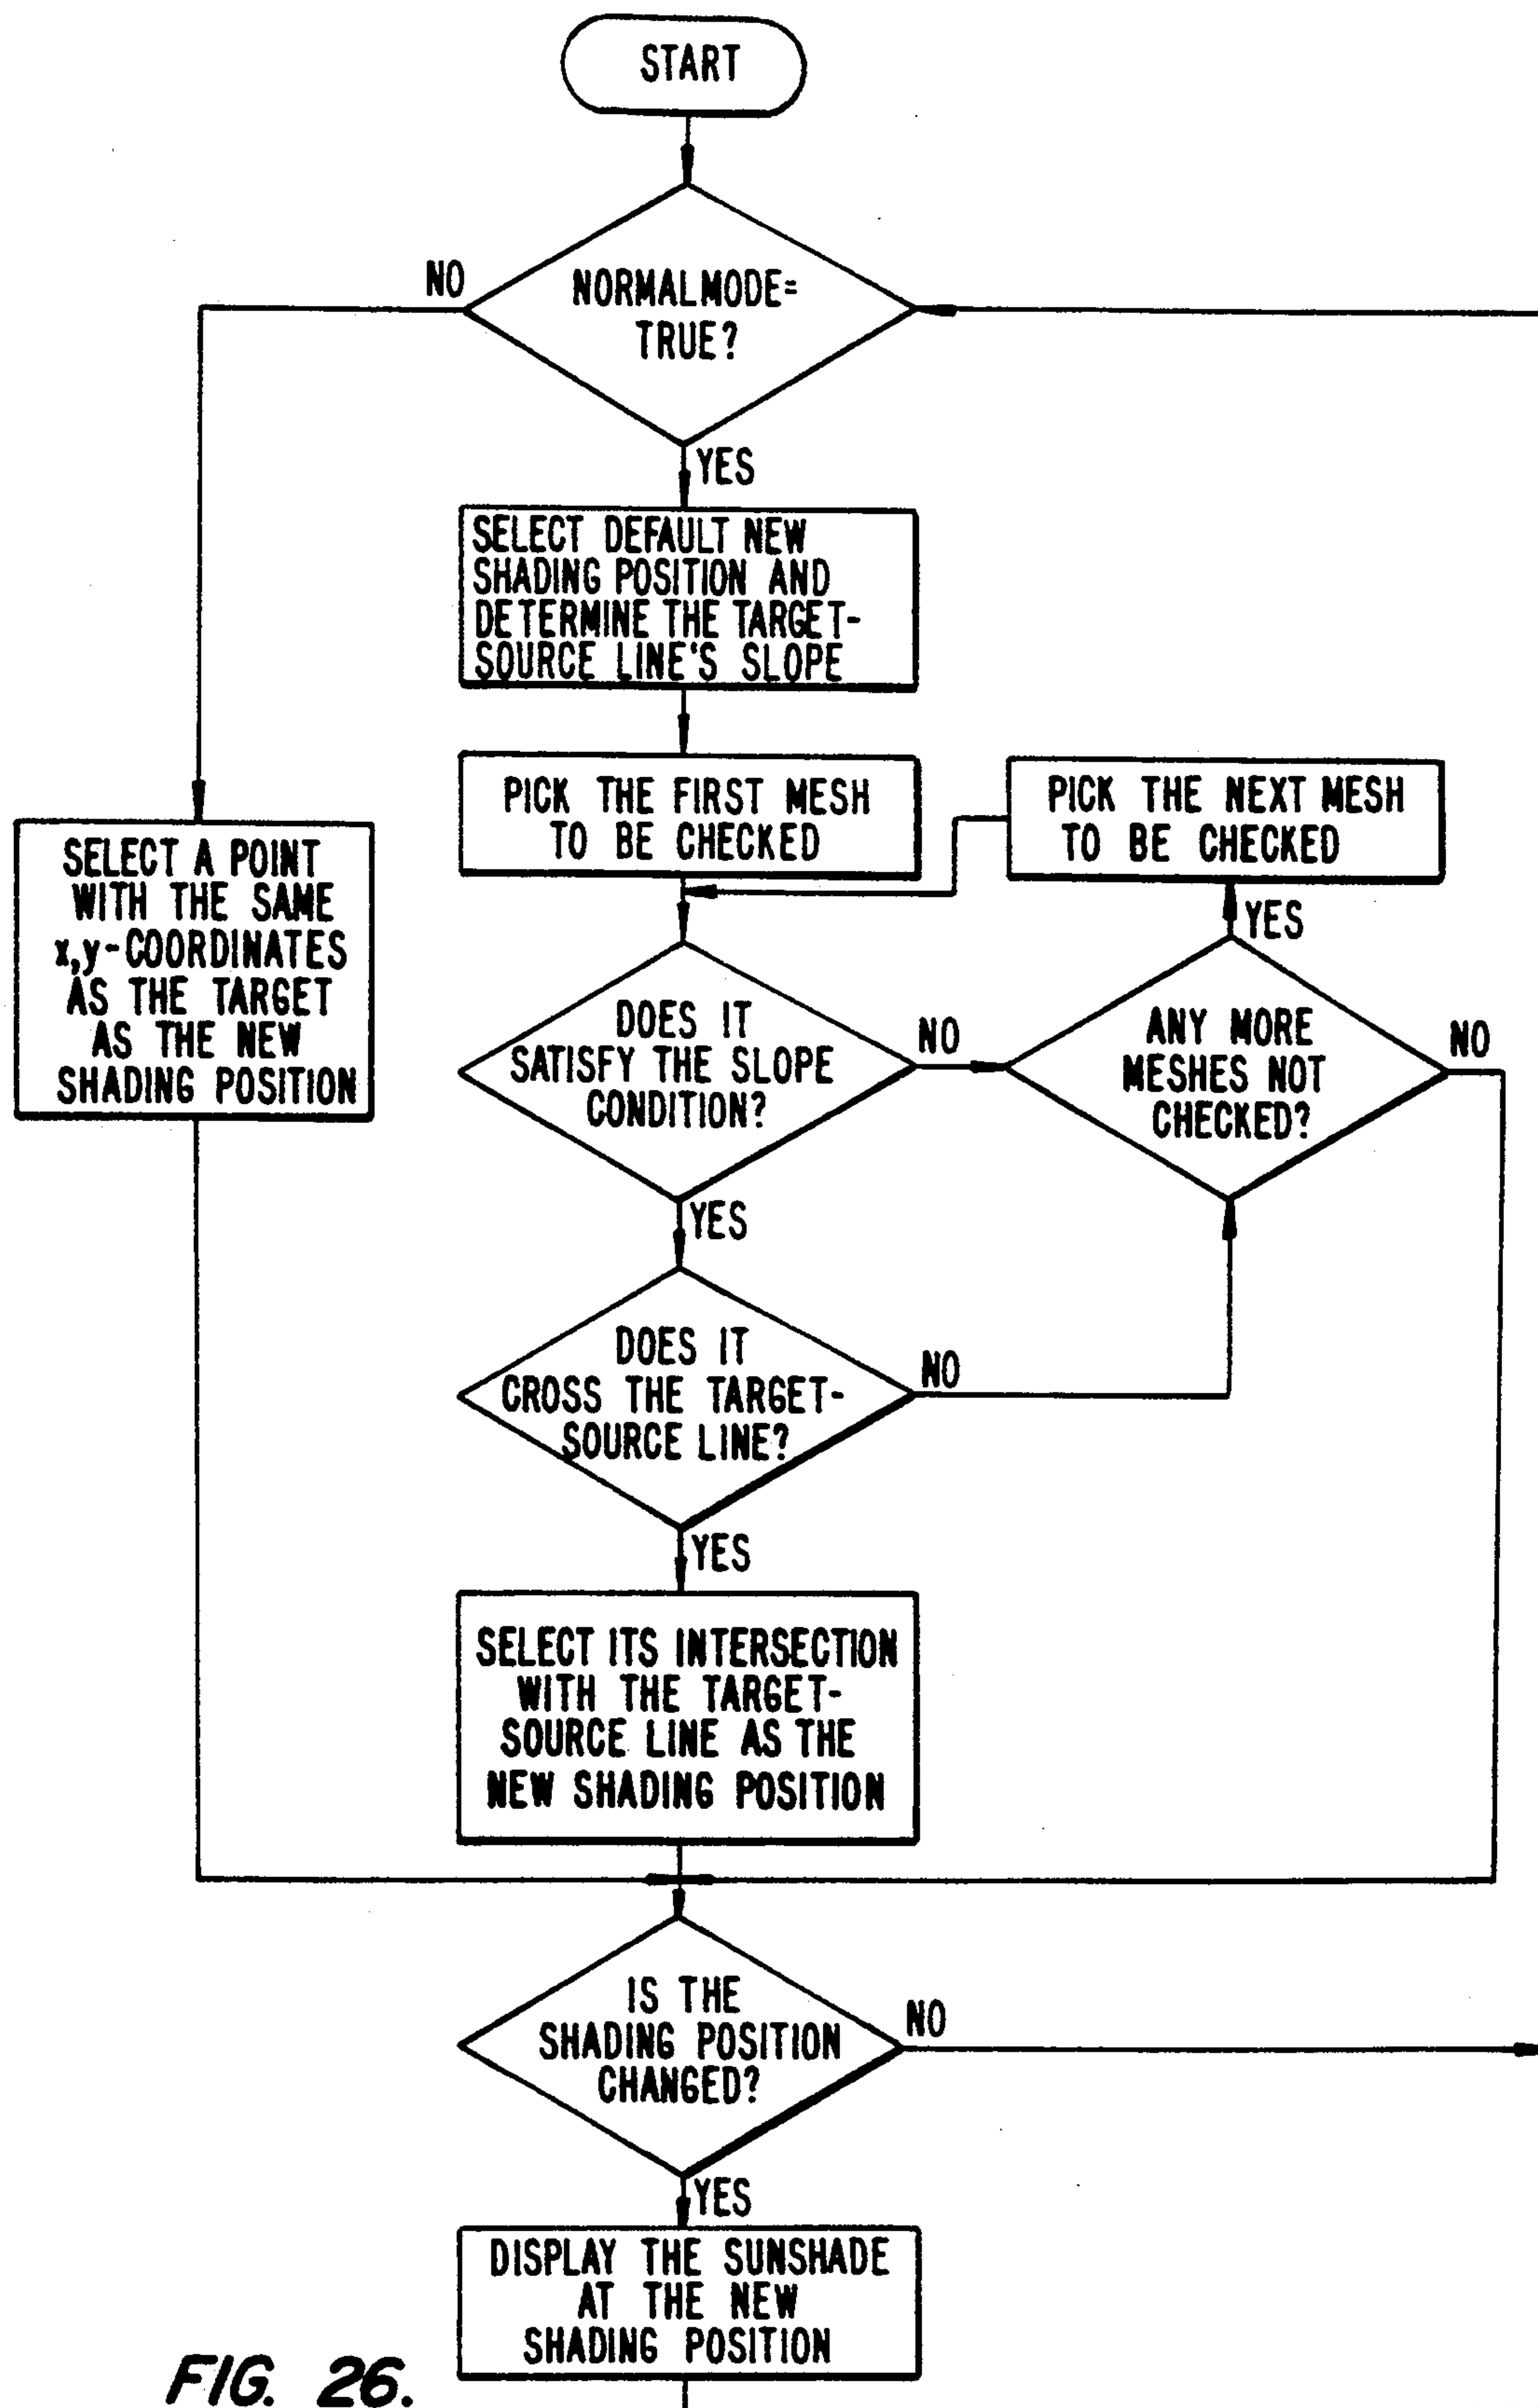 START
NO
NORMALMODE=
TRUE?
YES
SELECT DEFAULT NEW
SHADING POSITION AND
DETERMINE THE TARGET-
SOURCE LINE'S SLOPE
PICK THE FIRST MESH
TO BE CHECKED
PICK THE NEXT MESH
TO BE CHECKED
SELECT A POINT
WITH THE SAME
x,y-COORDINATES
AS THE TARGET
AS THE NEW
SHADING POSITION
YES
DOES IT
SATISFY THE SLOPE
CONDITION?
NO
ANY MORE
MESHES NOT
CHECKED?
NO
YES
DOES IT
CROSS THE TARGET-
SOURCE LINE?
NO
YES
SELECT ITS INTERSECTION
WITH THE TARGET-
SOURCE LINE AS THE
NEW SHADING POSITION
IS THE
SHADING POSITION
CHANGED?
NO
YES
DISPLAY THE SUNSHADE
AT THE NEW
SHADING POSITION
FIG. 26.